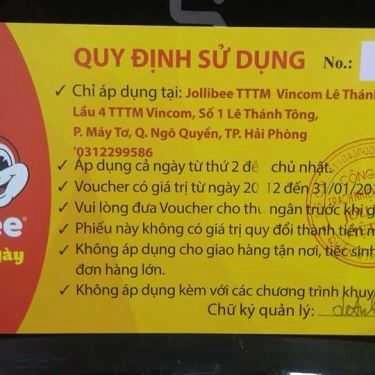 QUY ĐỊNH SỬ DỤNG No.:
✓ Chỉ áp dụng tại: Jollibee TTTM Vincom Lê Thánh
Lầu 4 TTTM Vincom, Số 1 Lê Thánh Tông,
P. Máy Tơ, Q. Ngô Quyền, TP. Hải Phòng
'0312299586
✓ Áp dụng cả ngày từ thứ 2 chủ nhật.
✓ Voucher có giá trị từ ngày 12 đến 31/01/20
✓ Vui lòng đưa Voucher cho thu ngân trước khi
✓ Phiếu này không có giá trị quy đổi thành tiền
✓ Không áp dụng cho giao hàng tận nơi, tiệc sinh
đơn hàng lớn.
✓ Không áp dụng kèm với các chương trình khuy
Chữ ký quản lý:
ee
gày